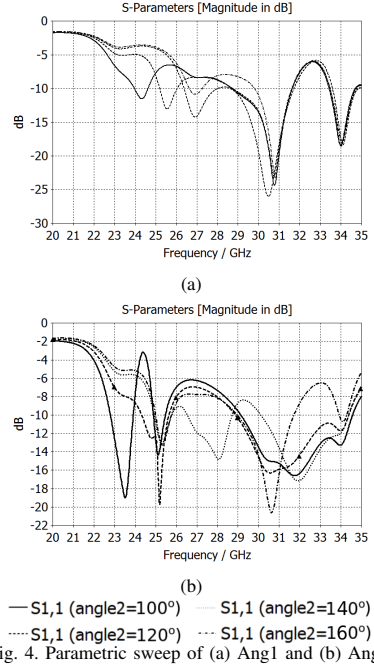 S-Parameters [Magnitude in dB]
0
-5
-10
-15
-20
-25
-30
dB
20 21 22 23 24 25 26 27 28 29 30 31 32 33 34 35
Frequency / GHz
(a)
S-Parameters [Magnitude in dB]
0
-2
-4
-6
-8
-10
-12
-14
-16
-18
-20
-22
dB
20 21 22 23 24 25 26 27 28 29 30 31 32 33 34 35
Frequency / GHz
(b)
S1,1 (angle2=100°) S1,1 (angle2=140°)
S1,1 (angle2=120°) S1,1 (angle2=160°)
ig. 4. Parametric sweep of (a) Ang1 and (b) Ang